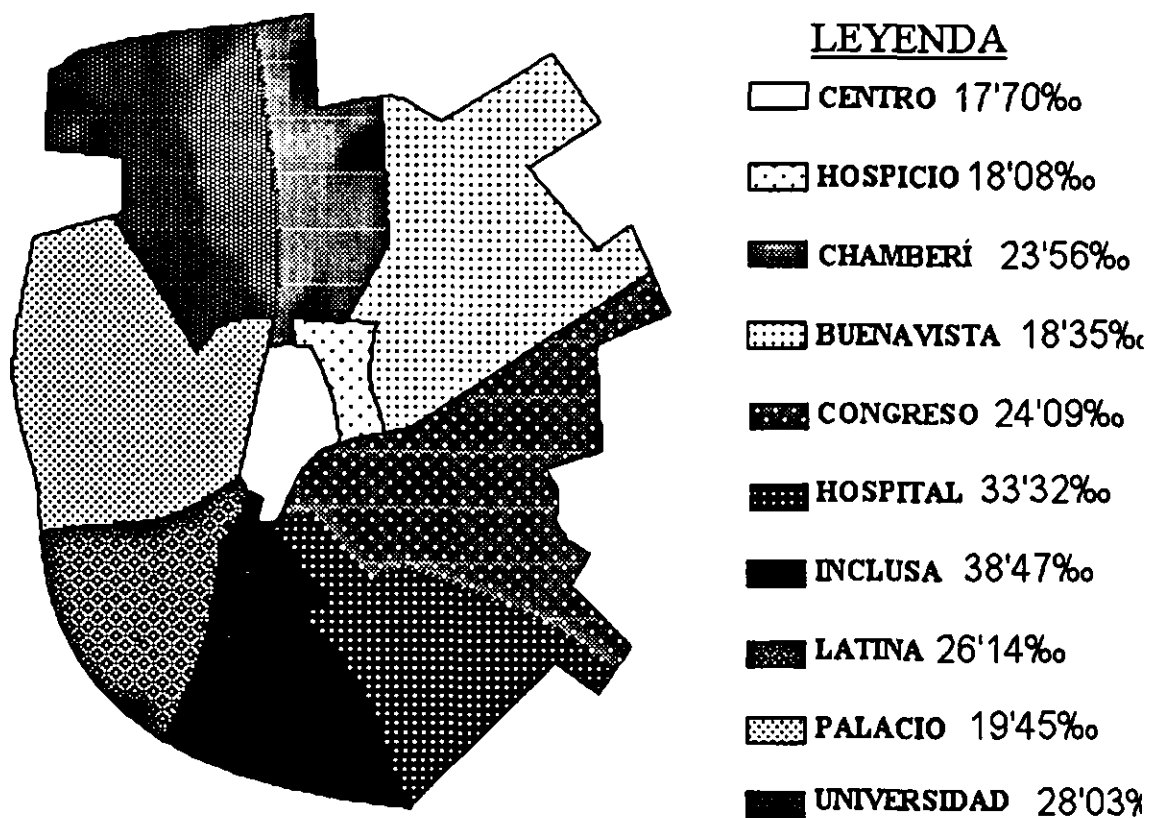 LEYENDA
CENTRO 17'70‰
HOSPICIO 18'08‰
CHAMBERÍ 23'56‰
BUENAVISTA 18'35‰
CONGRESO 24'09‰
HOSPITAL 33'32‰
INCLUSA 38'47‰
LATINA 26'14‰
PALACIO 19'45‰
UNIVERSIDAD 28'03%